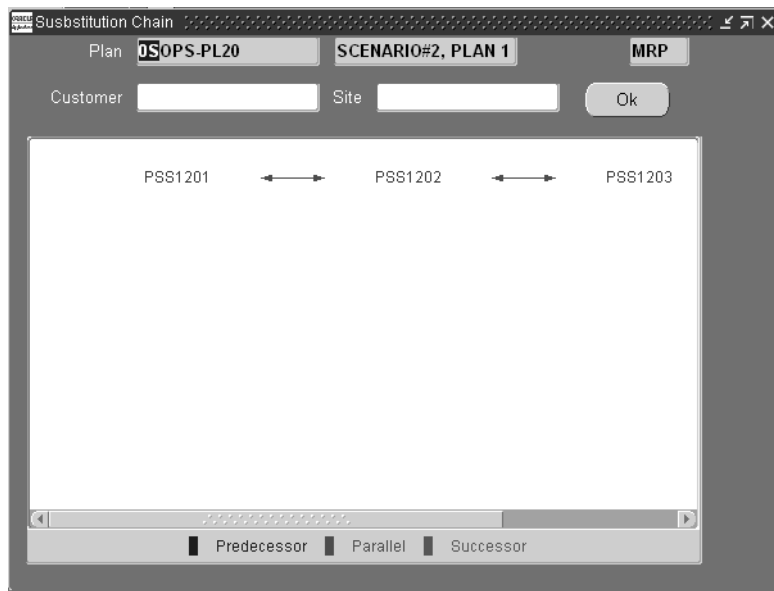 Susbstitution Chain
Plan 0SOPS-PL20 SCENARIO#2, PLAN 1 MRP
Customer Site Ok
PSS1201 PSS1202 PSS1203
Predecessor Parallel Successor